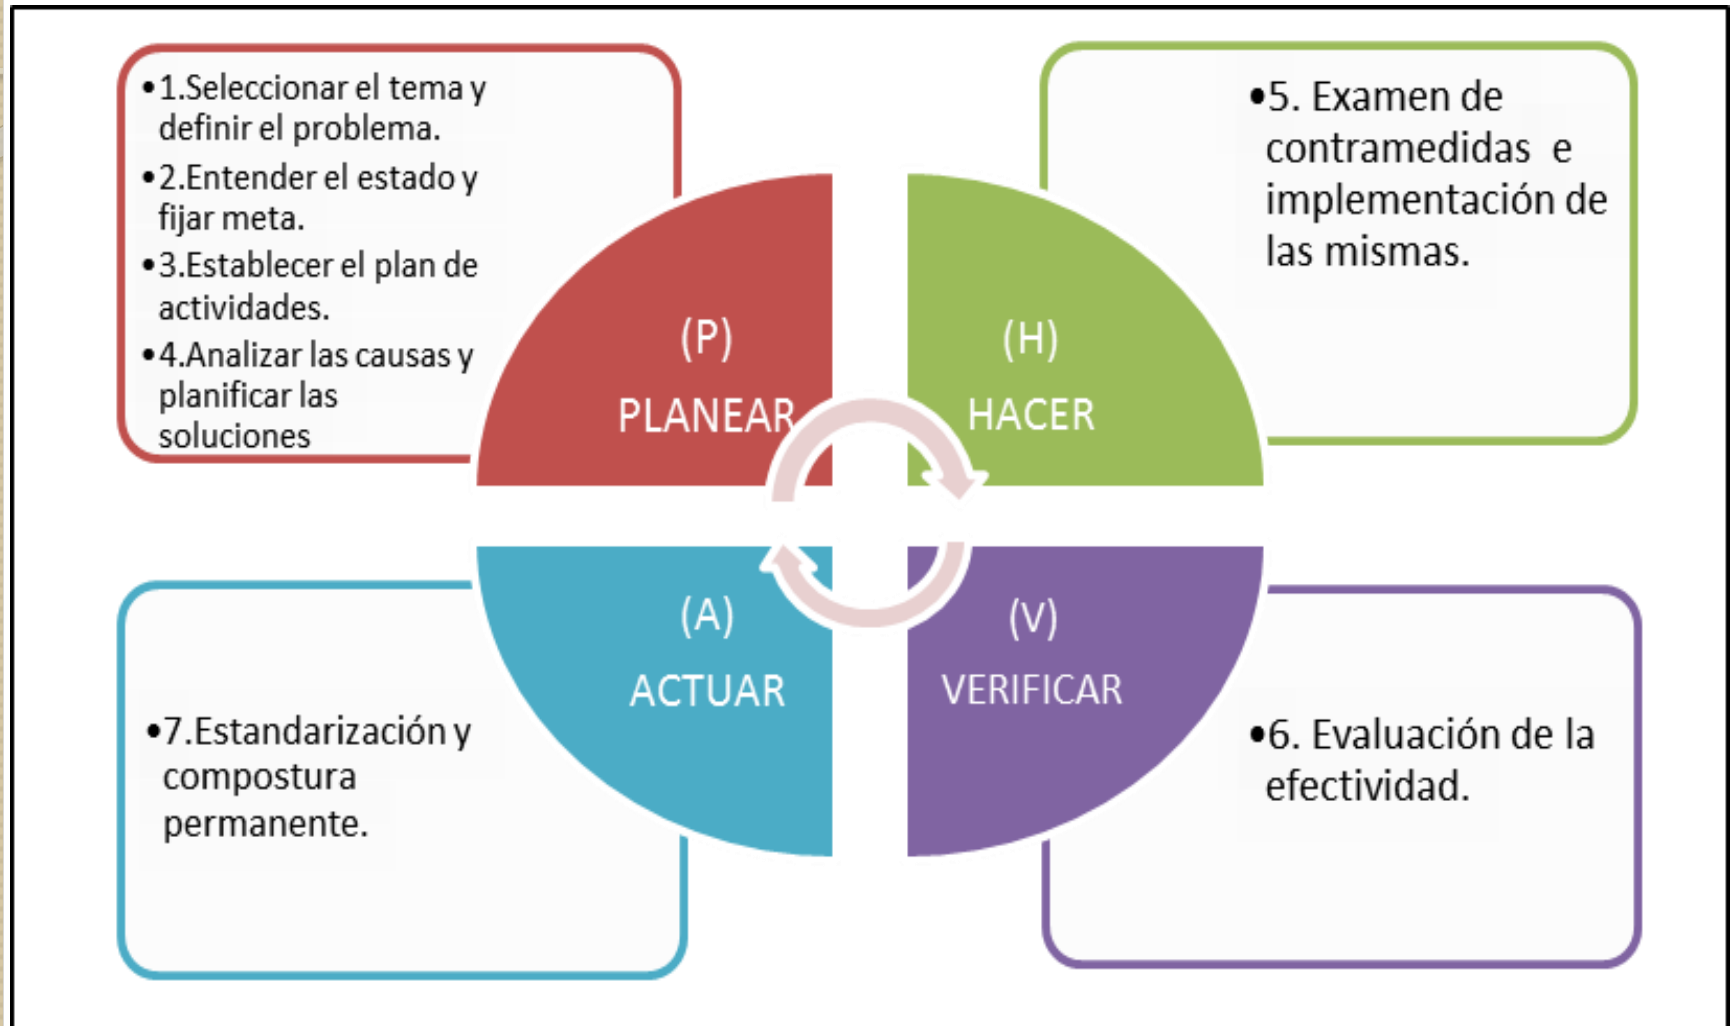 •1.Seleccionar el tema y
definir el problema.
•2.Entender el estado y
fijar meta.
•3.Establecer el plan de
actividades.
•4.Analizar las causas y
planificar las
soluciones
(P)
PLANEAR
(H)
HACER
•5. Examen de
contramedidas e
implementación de
las mismas.
(A)
ACTUAR
•7.Estandarización y
compostura
permanente.
(V)
VERIFICAR
•6. Evaluación de la
efectividad.